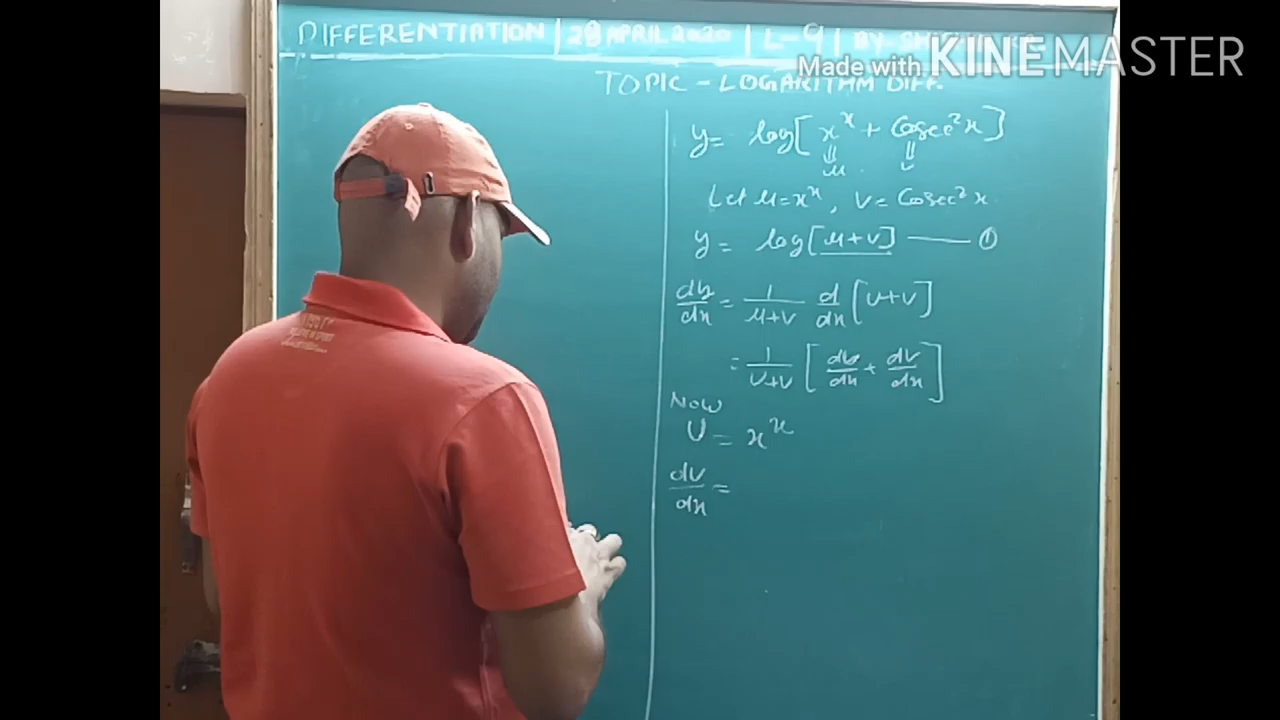 DIFFERENTIATION | 28 APRIL 2020 | L-9 | BY
Made with KINEMASTER
TOPIC - LOGARITHM DIFF.
y = log[x^x + Cosec²x]
u v
Let u = x^x, v = Cosec²x
y = log[u+v] —— ①
dy/dx = 1/(u+v) d/dx [u+v]
= 1/(u+v) [du/dx + dv/dx]
Now
U = x^x
du/dx =